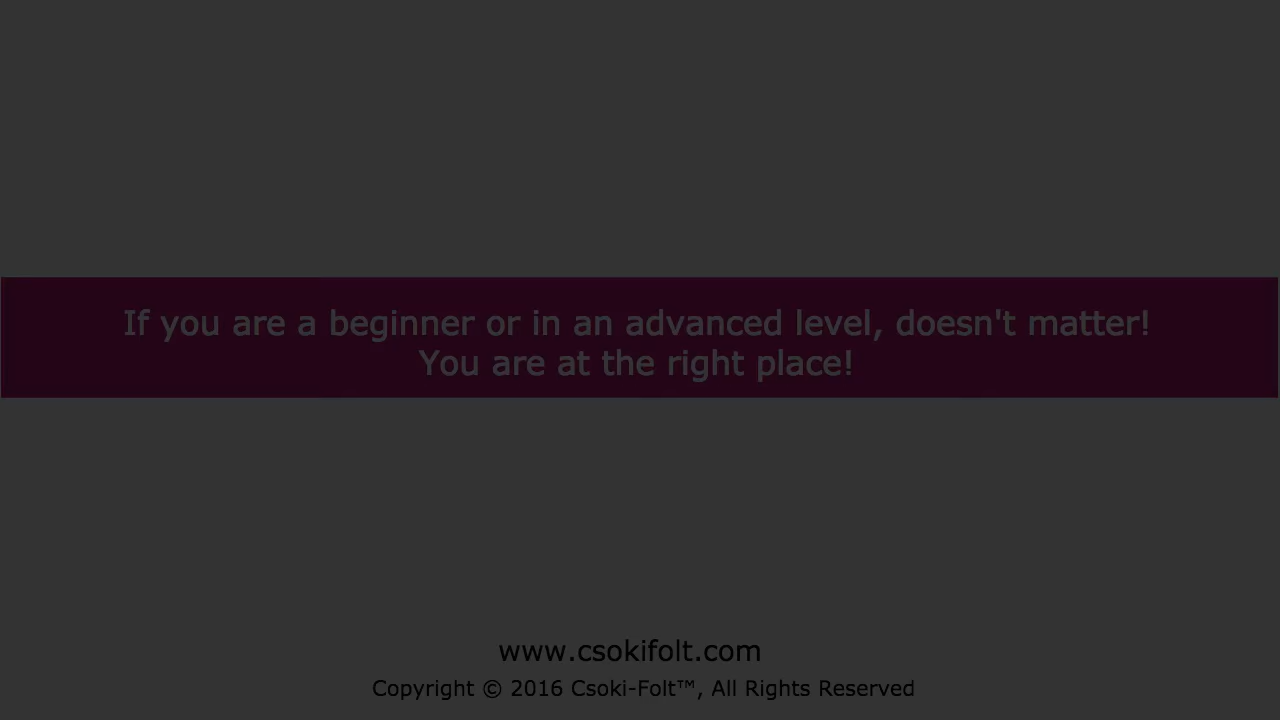 If you are a beginner or in an advanced level, doesn't matter!
You are at the right place!
www.csokifolt.com
Copyright © 2016 Csoki-Folt™, All Rights Reserved